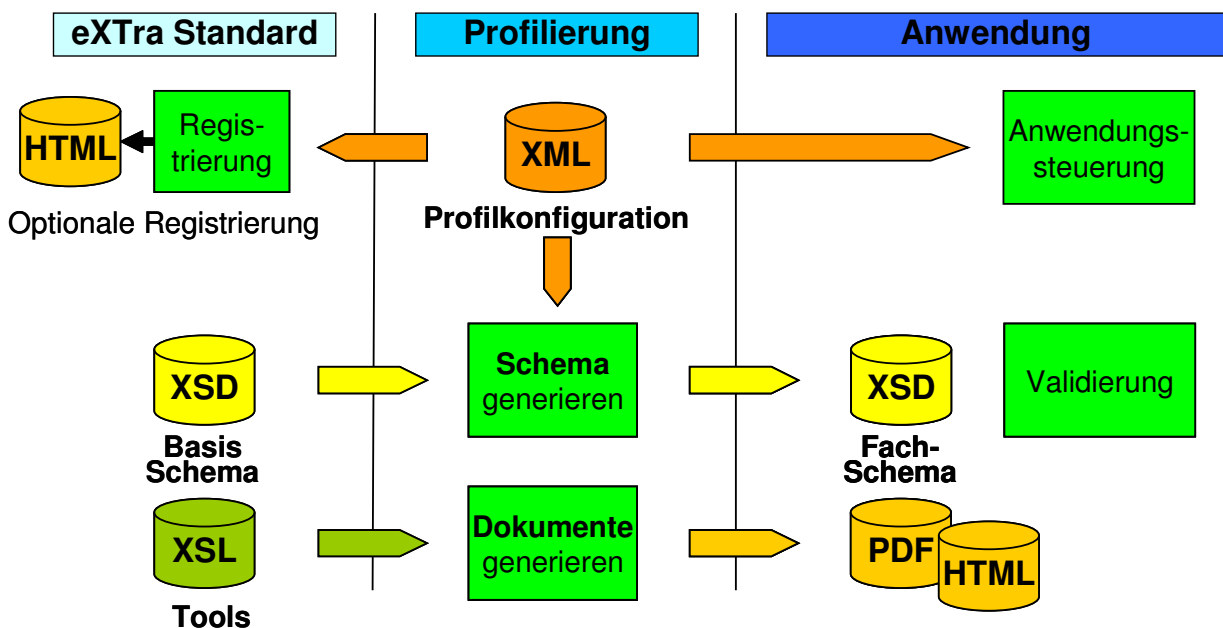 eXTra Standard
Profilierung
Anwendung
HTML
Regis-
trierung
Optionale Registrierung
XML
Profilkonfiguration
Anwendungs-
steuerung
XSD
Basis
Schema
Schema
generieren
XSD
Fach-
Schema
Validierung
XSL
Tools
Dokumente
generieren
PDF
HTML